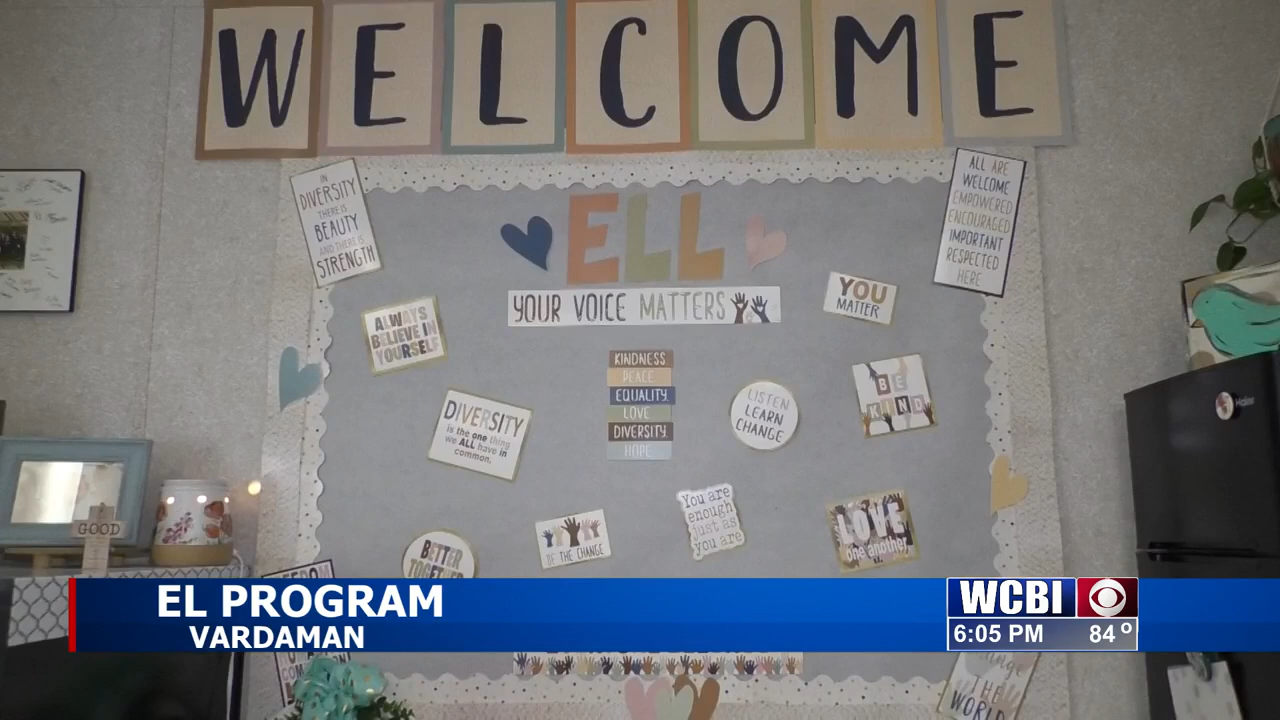 WELCOME
IN
DIVERSITY
THERE IS
BEAUTY
AND THERE IS
STRENGTH
ELL
YOUR VOICE MATTERS
ALL ARE
WELCOME
EMPOWERED
ENCOURAGED
IMPORTANT
RESPECTED
HERE
YOU
MATTER
ALWAYS
BELIEVE IN
YOURSELF
KINDNESS
PEACE
EQUALITY
LOVE
DIVERSITY
HOPE
DIVERSITY
is the one thing
we ALL have in
common.
LISTEN
LEARN
CHANGE
BE
KIND
You are
enough
just as
you are
BE THE CHANGE
LOVE
one another
BETTER
TOGETHER
GOOD
Haier
EL PROGRAM
VARDAMAN
WCBI
6:05 PM 84°
THE
WORLD